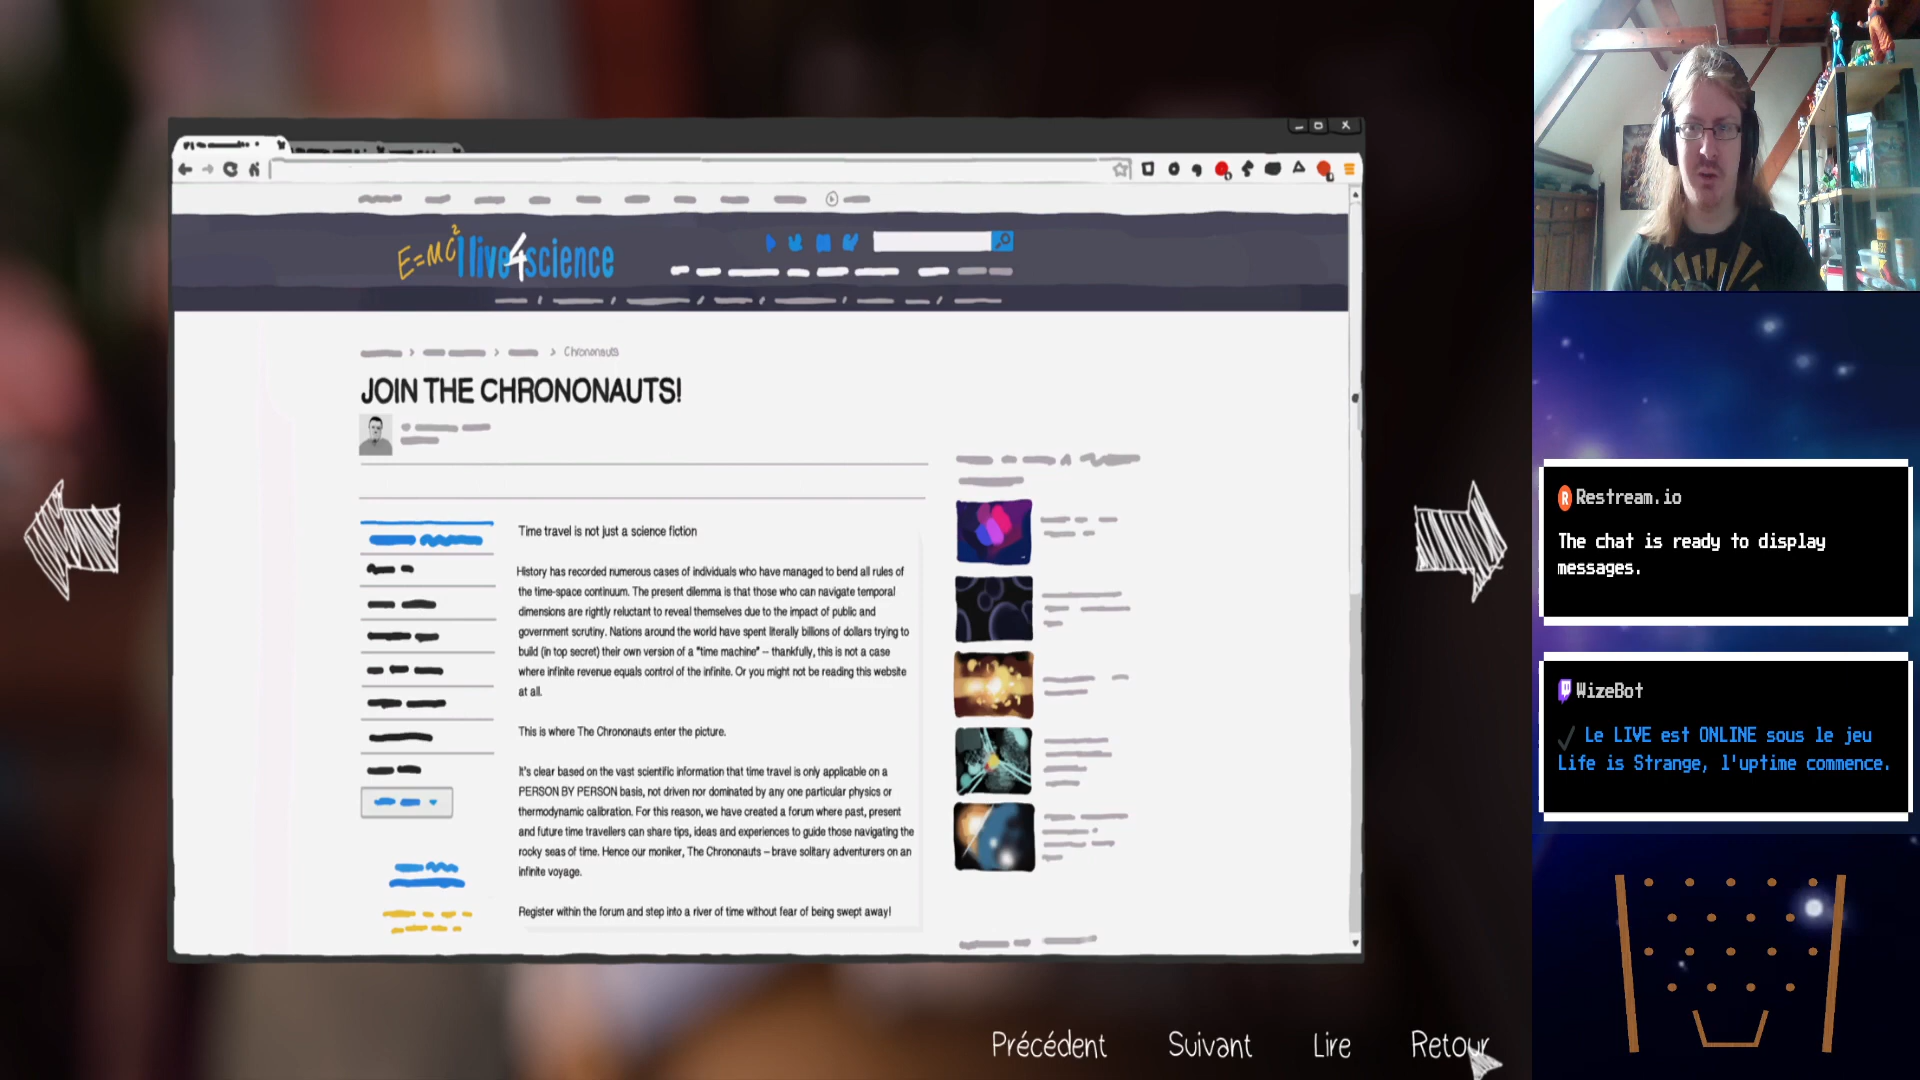 E=MC²
live4science
Chrononauts
JOIN THE CHRONONAUTS!
Time travel is not just a science fiction
History has recorded numerous cases of individuals who have managed to bend all rules of
the time-space continuum. The present dilemma is that those who can navigate temporal
dimensions are rightly reluctant to reveal themselves due to the impact of public and
government scrutiny. Nations around the world have spent literally billions of dollars trying to
build (in top secret) their own version of a "time machine" – thankfully, this is not a case
where infinite revenue equals control of the infinite. Or you might not be reading this website
at all.
This is where The Chrononauts enter the picture.
It's clear based on the vast scientific information that time travel is only applicable on a
PERSON BY PERSON basis, not driven nor dominated by any one particular physics or
thermodynamic calibration. For this reason, we have created a forum where past, present
and future time travellers can share tips, ideas and experiences to guide those navigating the
rocky seas of time. Hence our moniker, The Chrononauts – brave solitary adventurers on an
infinite voyage.
Register within the forum and step into a river of time without fear of being swept away!
Précédent Suivant Lire Retour
Restream.io
The chat is ready to display
messages.
WizeBot
Le LIVE est ONLINE sous le jeu
Life is Strange, l'uptime commence.